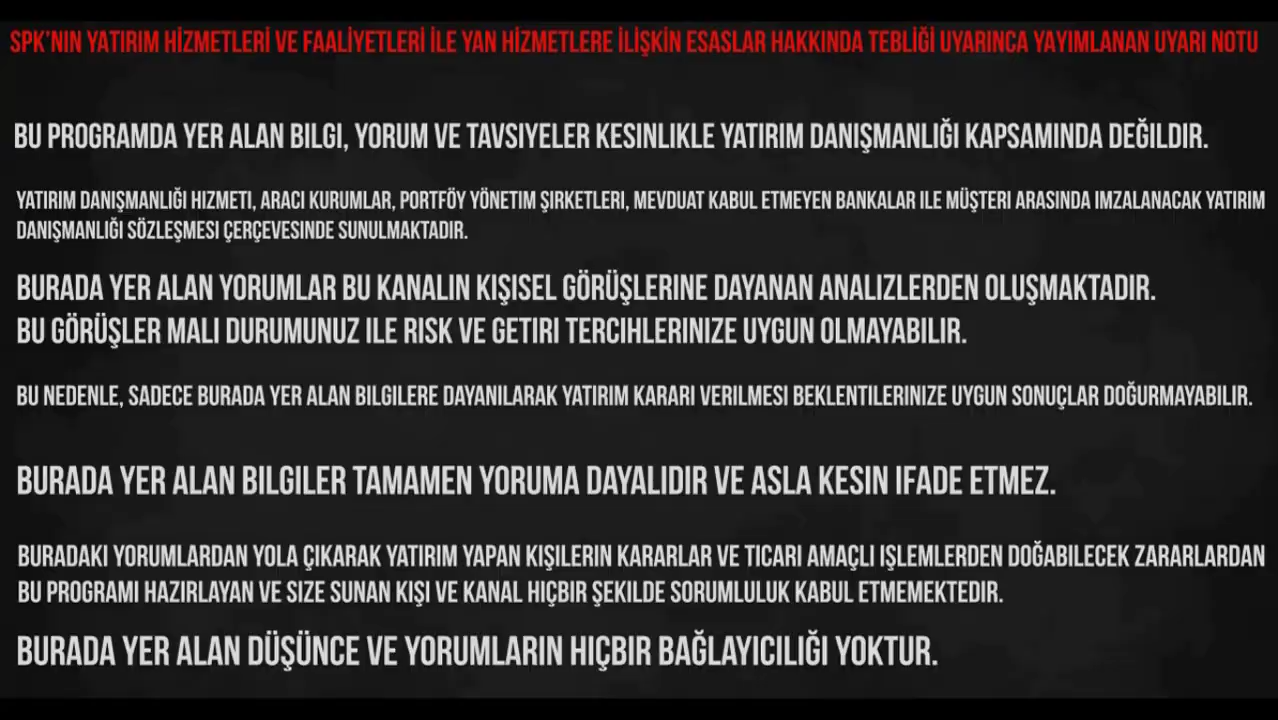 SPK'NIN YATIRIM HİZMETLERİ VE FAALİYETLERİ İLE YAN HİZMETLERE İLİŞKİN ESASLAR HAKKINDA TEBLİĞİ UYARINCA YAYIMLANAN UYARI NOTU
BU PROGRAMDA YER ALAN BILGI, YORUM VE TAVSIYELER KESINLIKLE YATIRIM DANIŞMANLIĞI KAPSAMINDA DEĞILDIR.
YATIRIM DANIŞMANLIĞI HIZMETI, ARACI KURUMLAR, PORTFÖY YÖNETIM ŞIRKETLERI, MEVDUAT KABUL ETMEYEN BANKALAR ILE MÜŞTERI ARASINDA IMZALANACAK YATIRIM
DANIŞMANLIĞI SÖZLEŞMESI ÇERÇEVESINDE SUNULMAKTADIR.
BURADA YER ALAN YORUMLAR BU KANALIN KIŞISEL GÖRÜŞLERINE DAYANAN ANALIZLERDEN OLUŞMAKTADIR.
BU GÖRÜŞLER MALI DURUMUNUZ ILE RISK VE GETIRI TERCIHLERINIZE UYGUN OLMAYABILIR.
BU NEDENLE, SADECE BURADA YER ALAN BILGILERE DAYANILARAK YATIRIM KARARI VERILMESI BEKLENTILERINIZE UYGUN SONUÇLAR DOĞURMAYABILIR.
BURADA YER ALAN BILGILER TAMAMEN YORUMA DAYALIDIR VE ASLA KESIN IFADE ETMEZ.
BURADAKI YORUMLARDAN YOLA ÇIKARAK YATIRIM YAPAN KIŞILERIN KARARLAR VE TICARI AMAÇLI IŞLEMLERDEN DOĞABILECEK ZARARLARDAN
BU PROGRAMI HAZIRLAYAN VE SIZE SUNAN KIŞI VE KANAL HIÇBIR ŞEKILDE SORUMLULUK KABUL ETMEMEKTEDIR.
BURADA YER ALAN DÜŞÜNCE VE YORUMLARIN HIÇBIR BAĞLAYICILIĞI YOKTUR.